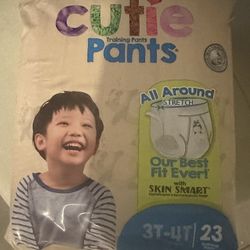 cutie
Training Pants
Pants
All Around
STRETCH
Our Best
Fit Ever!
with
SKIN SMART
3T-4T
23